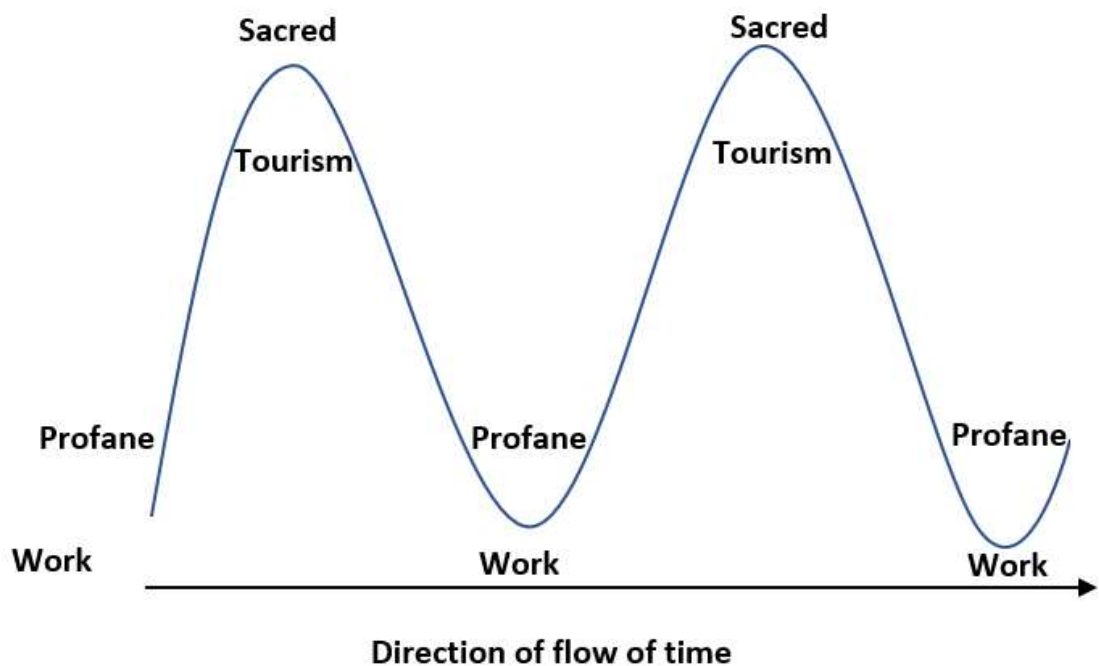 Sacred
Sacred
Tourism
Tourism
Profane
Profane
Profane
Work
Work
Work
Direction of flow of time